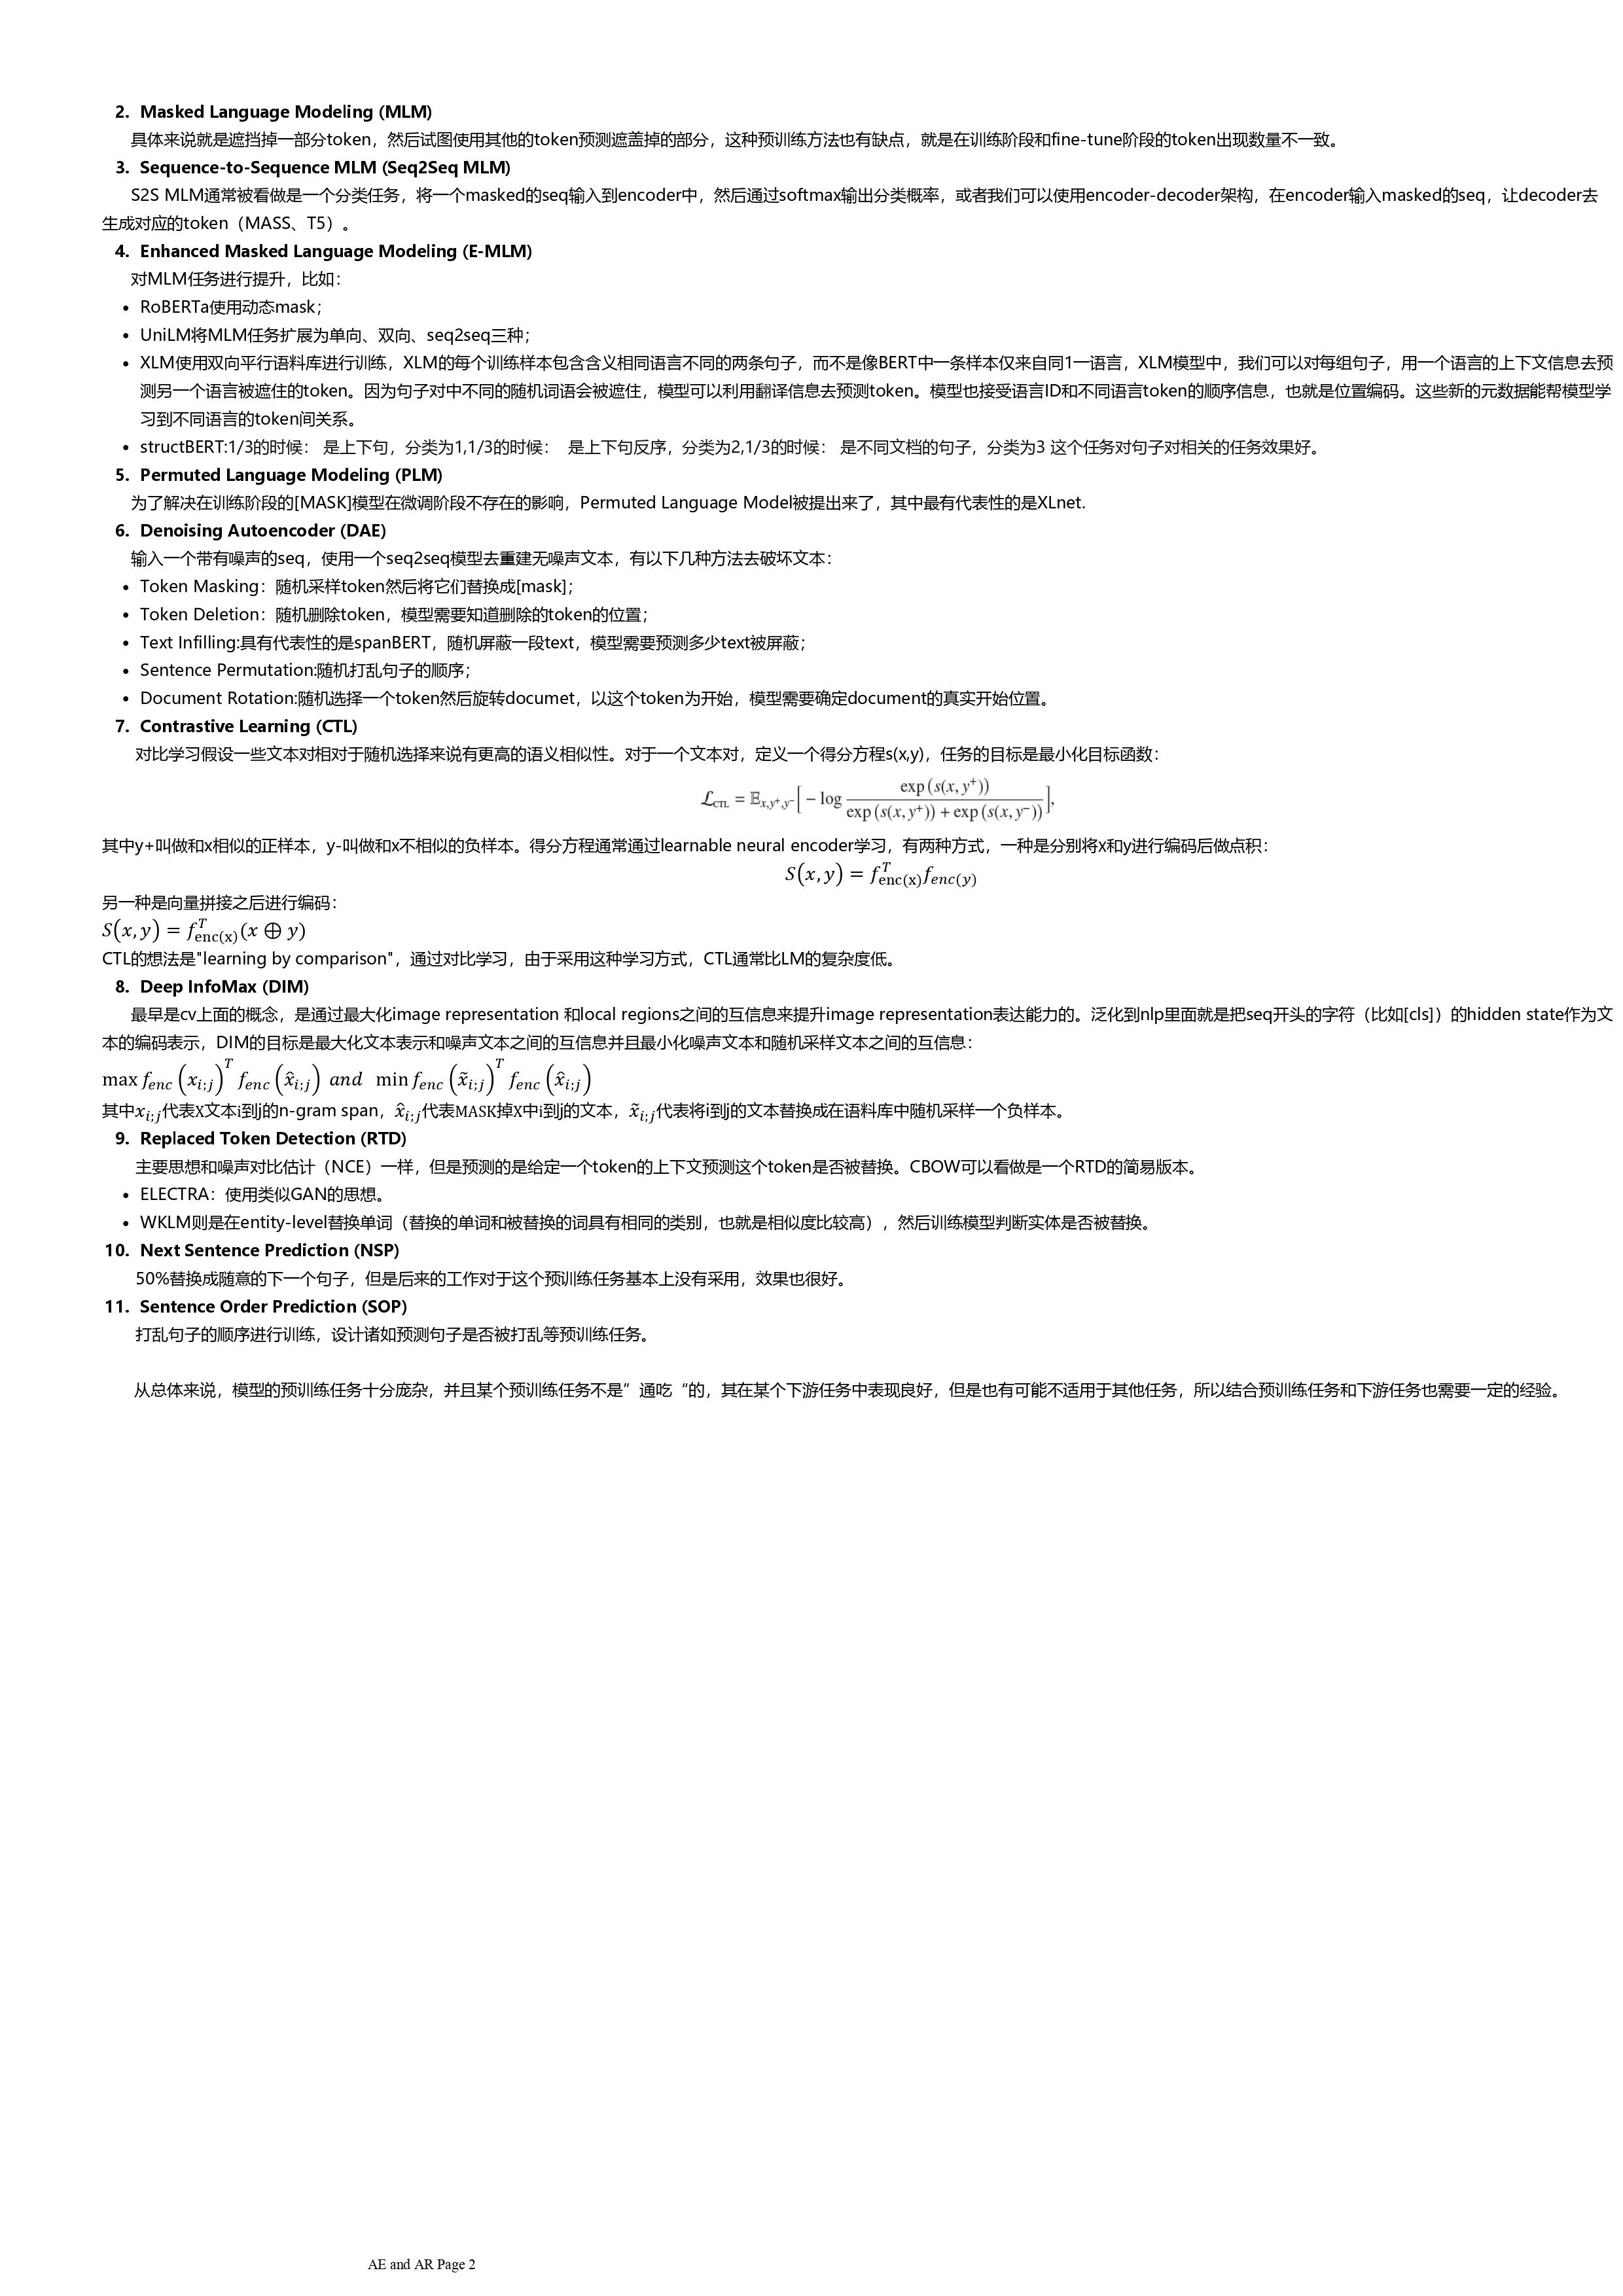 2. Masked Language Modeling (MLM)
具体来说就是遮挡掉一部分token，然后试图使用其他的token预测遮盖掉的部分，这种预训练方法也有缺点，就是在训练阶段和fine-tune阶段的token出现数量不一致。
3. Sequence-to-Sequence MLM (Seq2Seq MLM)
S2S MLM通常被看做是一个分类任务，将一个masked的seq输入到encoder中，然后通过softmax输出分类概率，或者我们可以使用encoder-decoder架构，在encoder输入masked的seq，让decoder去
生成对应的token（MASS、T5）。
4. Enhanced Masked Language Modeling (E-MLM)
对MLM任务进行提升，比如：
• RoBERTa使用动态mask；
• UniLM将MLM任务扩展为单向、双向、seq2seq三种；
• XLM使用双向平行语料库进行训练，XLM的每个训练样本包含含义相同语言不同的两条句子，而不是像BERT中一条样本仅来自同1一语言，XLM模型中，我们可以对每组句子，用一个语言的上下文信息去预
测另一个语言被遮住的token。因为句子对中不同的随机词语会被遮住，模型可以利用翻译信息去预测token。模型也接受语言ID和不同语言token的顺序信息，也就是位置编码。这些新的元数据能帮模型学
习到不同语言的token间关系。
• structBERT:1/3的时候： 是上下句，分类为1,1/3的时候： 是上下句反序，分类为2,1/3的时候： 是不同文档的句子，分类为3 这个任务对句子对相关的任务效果好。
5. Permuted Language Modeling (PLM)
为了解决在训练阶段的[MASK]模型在微调阶段不存在的影响，Permuted Language Model被提出来了，其中最有代表性的是XLnet.
6. Denoising Autoencoder (DAE)
输入一个带有噪声的seq，使用一个seq2seq模型去重建无噪声文本，有以下几种方法去破坏文本：
• Token Masking：随机采样token然后将它们替换成[mask]；
• Token Deletion：随机删除token，模型需要知道删除的token的位置；
• Text Infilling:具有代表性的是spanBERT，随机屏蔽一段text，模型需要预测多少text被屏蔽；
• Sentence Permutation:随机打乱句子的顺序；
• Document Rotation:随机选择一个token然后旋转documet，以这个token为开始，模型需要确定document的真实开始位置。
7. Contrastive Learning (CTL)
对比学习假设一些文本对相对于随机选择来说有更高的语义相似性。对于一个文本对，定义一个得分方程s(x,y)，任务的目标是最小化目标函数：
$\mathcal{L}_{\text{CTL}} = \mathbb{E}_{x,y^+,y^-}\left[-\log\frac{\exp(s(x,y^+))}{\exp(s(x,y^+))+\exp(s(x,y^-))}\right],$
其中y+叫做和x相似的正样本，y-叫做和x不相似的负样本。得分方程通常通过learnable neural encoder学习，有两种方式，一种是分别将x和y进行编码后做点积：
$S(x,y) = f_{\text{enc(x)}}^{T} f_{enc(y)}$
另一种是向量拼接之后进行编码：
$S(x,y) = f_{\text{enc(x)}}^{T}(x \oplus y)$
CTL的想法是"learning by comparison"，通过对比学习，由于采用这种学习方式，CTL通常比LM的复杂度低。
8. Deep InfoMax (DIM)
最早是cv上面的概念，是通过最大化image representation 和local regions之间的互信息来提升image representation表达能力的。泛化到nlp里面就是把seq开头的字符（比如[cls]）的hidden state作为文
本的编码表示，DIM的目标是最大化文本表示和噪声文本之间的互信息并且最小化噪声文本和随机采样文本之间的互信息：
$\max f_{enc}(x_{i;j})^{T} f_{enc}(\hat{x}_{i;j}) \ and \ \min f_{enc}(\tilde{x}_{i;j})^{T} f_{enc}(\hat{x}_{i;j})$
其中$x_{i;j}$代表X文本i到j的n-gram span，$\hat{x}_{i;j}$代表MASK掉X中i到j的文本，$\tilde{x}_{i;j}$代表将i到j的文本替换成在语料库中随机采样一个负样本。
9. Replaced Token Detection (RTD)
主要思想和噪声对比估计（NCE）一样，但是预测的是给定一个token的上下文预测这个token是否被替换。CBOW可以看做是一个RTD的简易版本。
• ELECTRA：使用类似GAN的思想。
• WKLM则是在entity-level替换单词（替换的单词和被替换的词具有相同的类别，也就是相似度比较高），然后训练模型判断实体是否被替换。
10. Next Sentence Prediction (NSP)
50%替换成随意的下一个句子，但是后来的工作对于这个预训练任务基本上没有采用，效果也很好。
11. Sentence Order Prediction (SOP)
打乱句子的顺序进行训练，设计诸如预测句子是否被打乱等预训练任务。
从总体来说，模型的预训练任务十分庞杂，并且某个预训练任务不是”通吃“的，其在某个下游任务中表现良好，但是也有可能不适用于其他任务，所以结合预训练任务和下游任务也需要一定的经验。
AE and AR Page 2